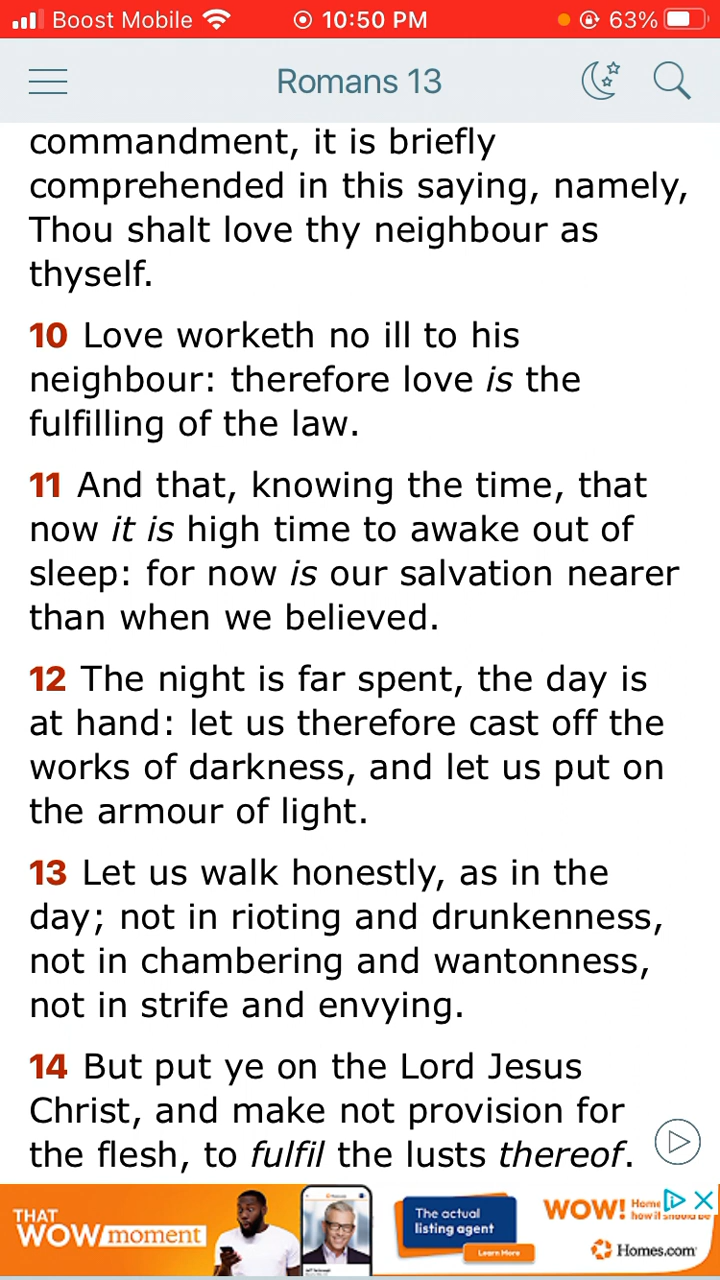 Boost Mobile 10:50 PM 63%
Romans 13
commandment, it is briefly
comprehended in this saying, namely,
Thou shalt love thy neighbour as
thyself.
10 Love worketh no ill to his
neighbour: therefore love is the
fulfilling of the law.
11 And that, knowing the time, that
now it is high time to awake out of
sleep: for now is our salvation nearer
than when we believed.
12 The night is far spent, the day is
at hand: let us therefore cast off the
works of darkness, and let us put on
the armour of light.
13 Let us walk honestly, as in the
day; not in rioting and drunkenness,
not in chambering and wantonness,
not in strife and envying.
14 But put ye on the Lord Jesus
Christ, and make not provision for
the flesh, to fulfil the lusts thereof.
THAT
WOW moment
The actual
listing agent
Learn More
WOW! Home
how it should be
Homes.com